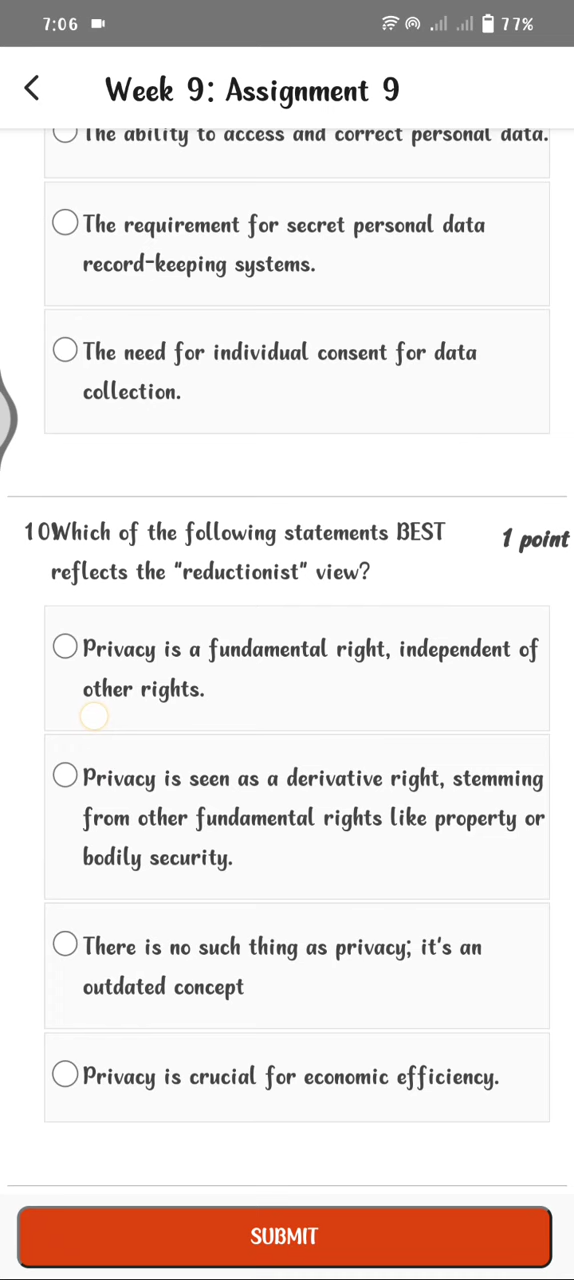 7:06 77%
Week 9: Assignment 9
The ability to access and correct personal data.
The requirement for secret personal data
record-keeping systems.
The need for individual consent for data
collection.
10Which of the following statements BEST
1 point
reflects the "reductionist" view?
Privacy is a fundamental right, independent of
other rights.
Privacy is seen as a derivative right, stemming
from other fundamental rights like property or
bodily security.
There is no such thing as privacy; it's an
outdated concept
Privacy is crucial for economic efficiency.
SUBMIT